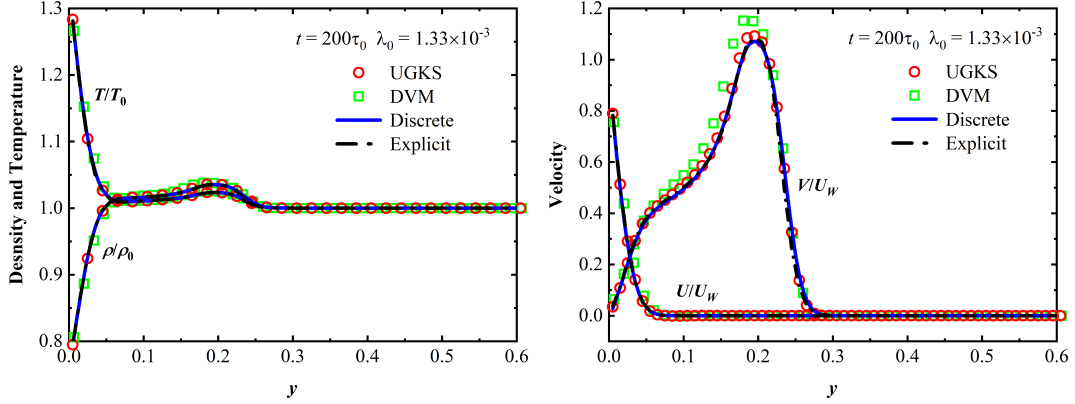 Density and Temperature
1.3
1.2
1.1
1.0
0.9
0.8
t = 200τ₀ λ₀ = 1.33×10⁻³
UGKS
DVM
Discrete
Explicit
T/T₀
ρ/ρ₀
0.0 0.1 0.2 0.3 0.4 0.5 0.6
y
Velocity
1.2
1.0
0.8
0.6
0.4
0.2
0.0
t = 200τ₀ λ₀ = 1.33×10⁻³
UGKS
DVM
Discrete
Explicit
V/U_W
U/U_W
0.0 0.1 0.2 0.3 0.4 0.5 0.6
y